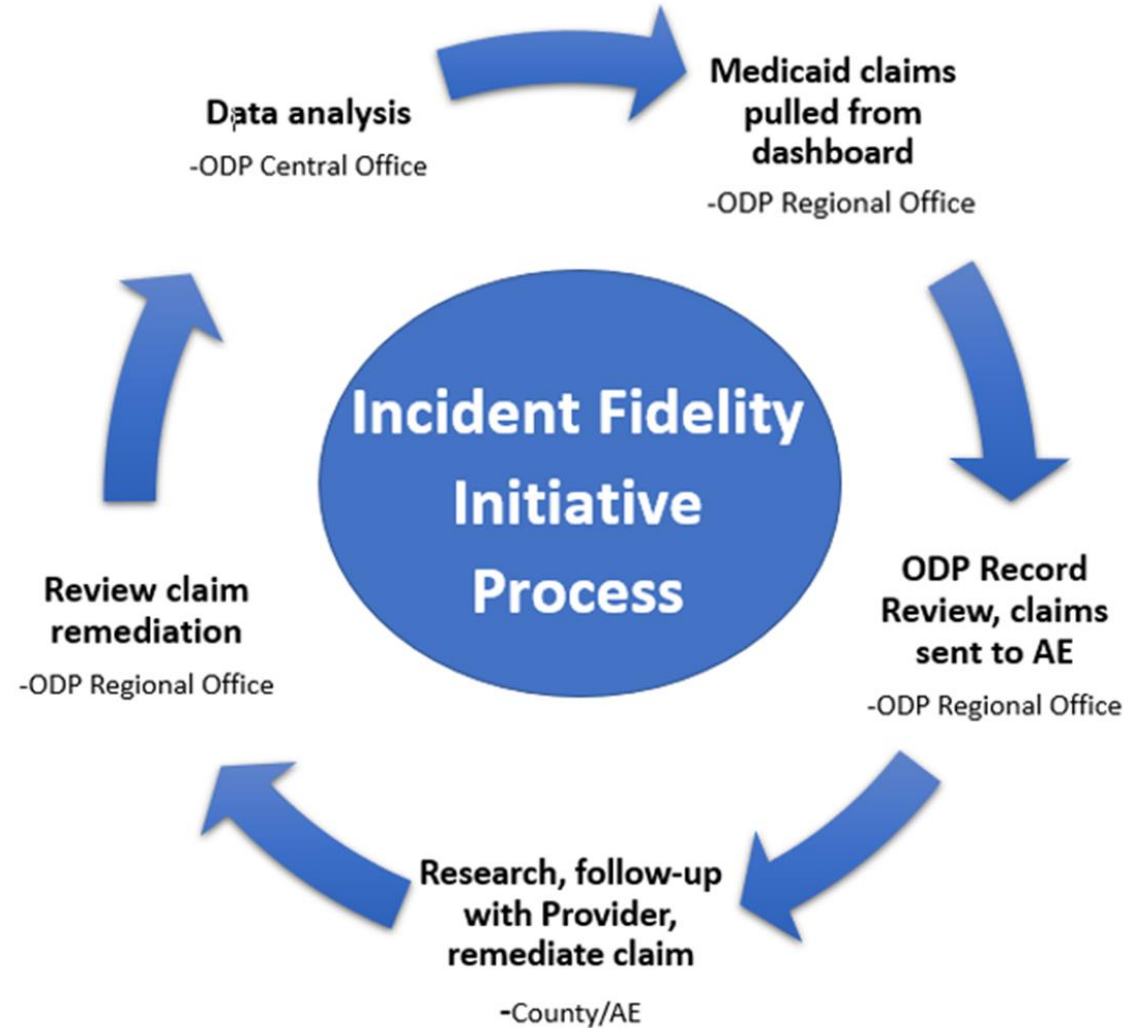 Data analysis
-ODP Central Office
Medicaid claims
pulled from
dashboard
-ODP Regional Office
ODP Record
Review, claims
sent to AE
-ODP Regional Office
Research, follow-up
with Provider,
remediate claim
-County/AE
Review claim
remediation
-ODP Regional Office
Incident Fidelity
Initiative
Process